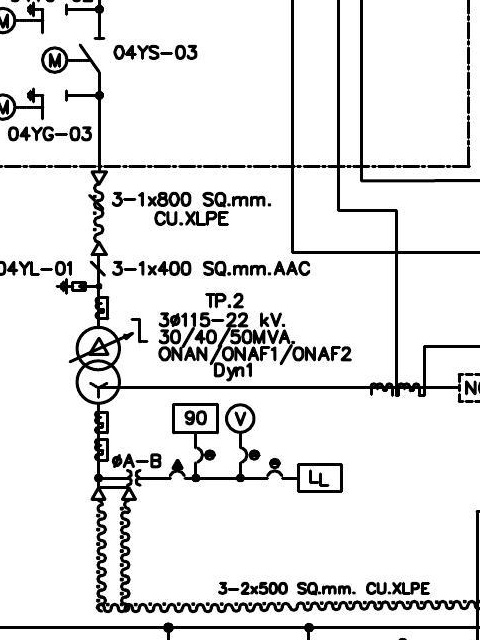 M
04YS-03
M
M
04YG-03
3-1x800 SQ.mm.
CU.XLPE
04YL-01
3-1x400 SQ.mm.AAC
TP.2
3ø115-22 kV.
30/40/50MVA.
ONAN/ONAF1/ONAF2
Dyn1
90
V
øA-B
LL
3-2x500 SQ.mm. CU.XLPE